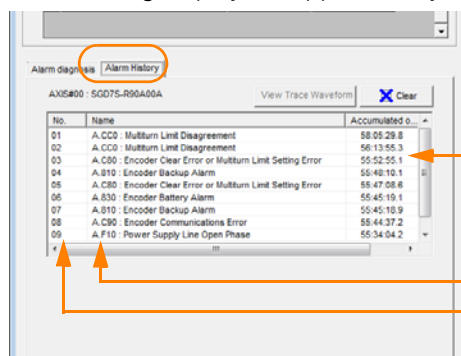 Alarm diagnosis Alarm History
AXIS#00 : SGD7S-R90A00A View Trace Waveform Clear
No. Name Accumulated o...
01 A.CC0 : Multiturn Limit Disagreement 58:05:29.8
02 A.CC0 : Multiturn Limit Disagreement 56:13:55.3
03 A.C80 : Encoder Clear Error or Multiturn Limit Setting Error 55:52:55.1
04 A.810 : Encoder Backup Alarm 55:48:10.1
05 A.C80 : Encoder Clear Error or Multiturn Limit Setting Error 55:47:08.6
06 A.830 : Encoder Battery Alarm 55:45:19.1
07 A.810 : Encoder Backup Alarm 55:45:18.9
08 A.C90 : Encoder Communications Error 55:44:37.2
09 A.F10 : Power Supply Line Open Phase 55:34:04.2